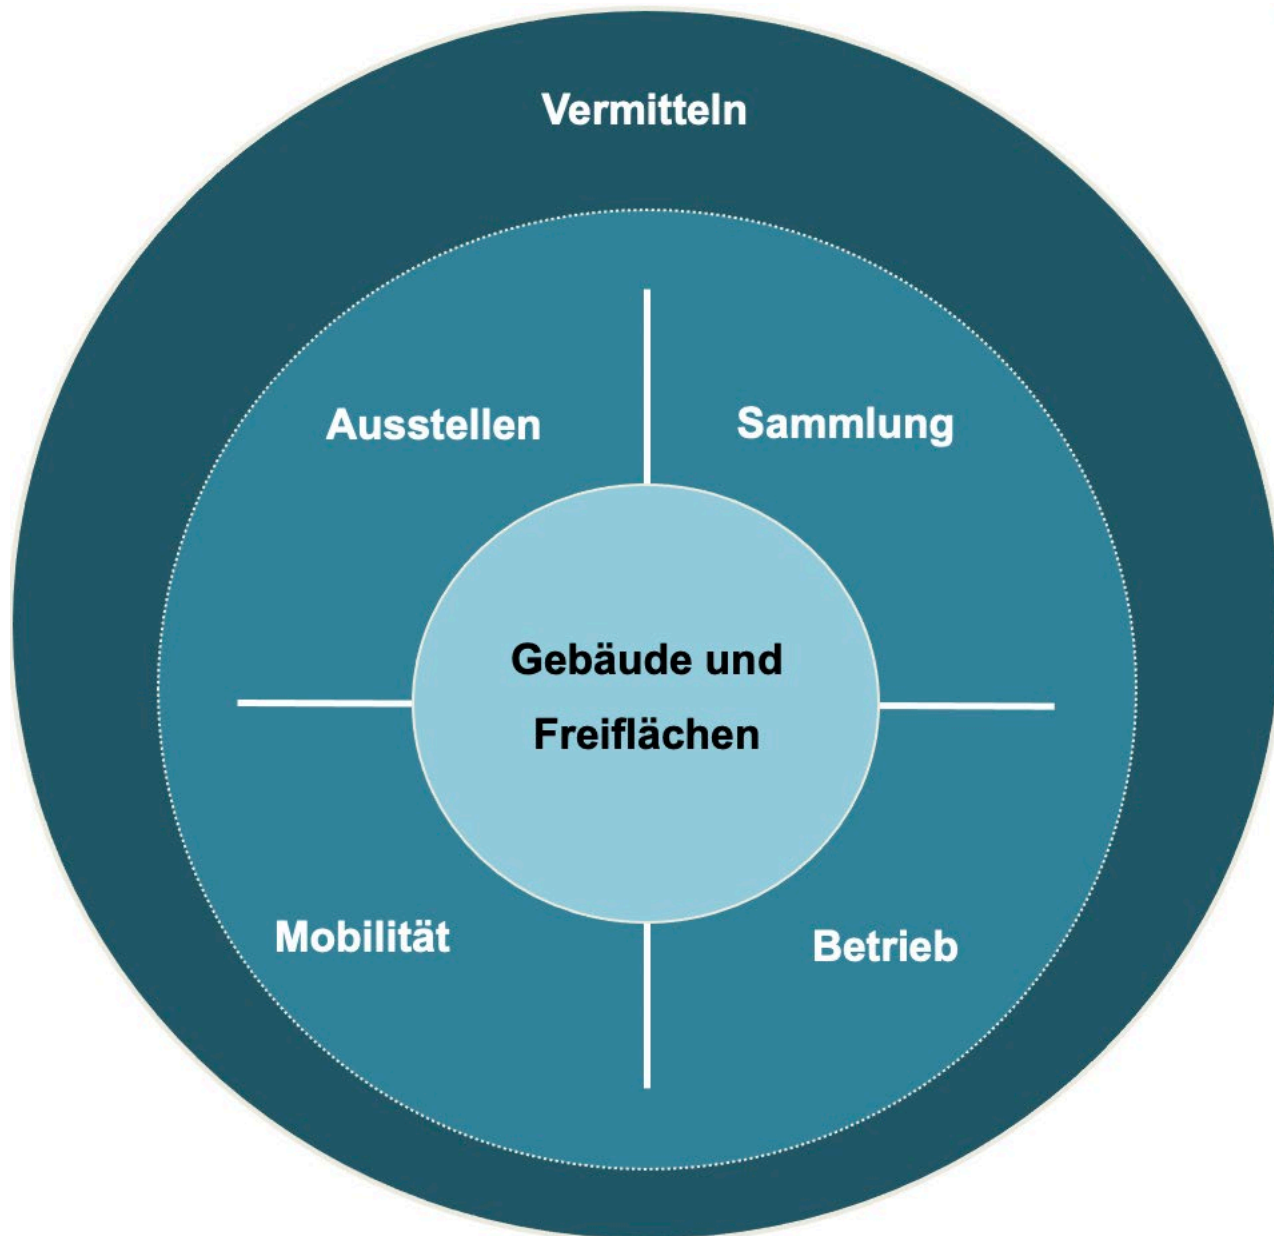 Vermitteln
Ausstellen
Sammlung
Gebäude und
Freiflächen
Mobilität
Betrieb